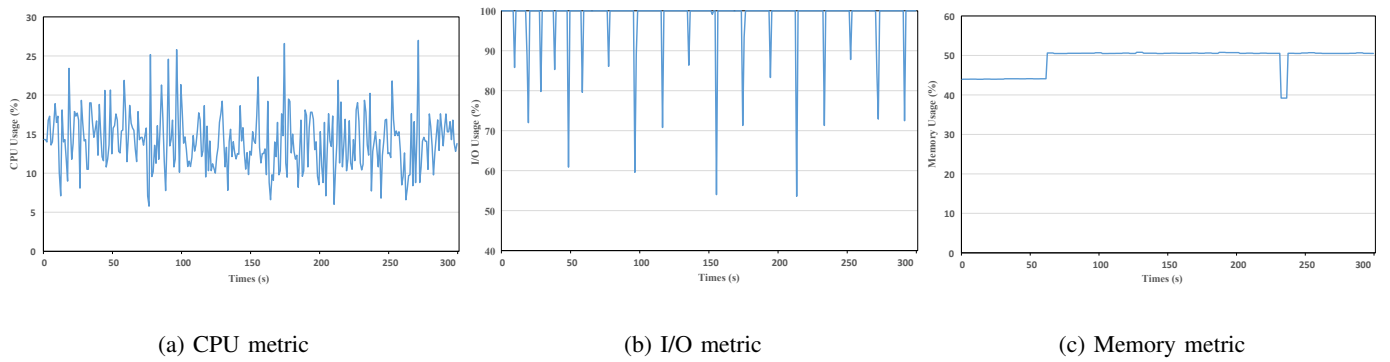 30
25
20
15
10
5
0
CPU Usage (%)
0 50 100 150 200 250 300
Times (s)
(a) CPU metric
100
90
80
70
60
50
40
I/O Usage (%)
0 50 100 150 200 250 300
Times (s)
(b) I/O metric
60
50
40
30
20
10
0
Memory Usage (%)
0 50 100 150 200 250 300
Times (s)
(c) Memory metric